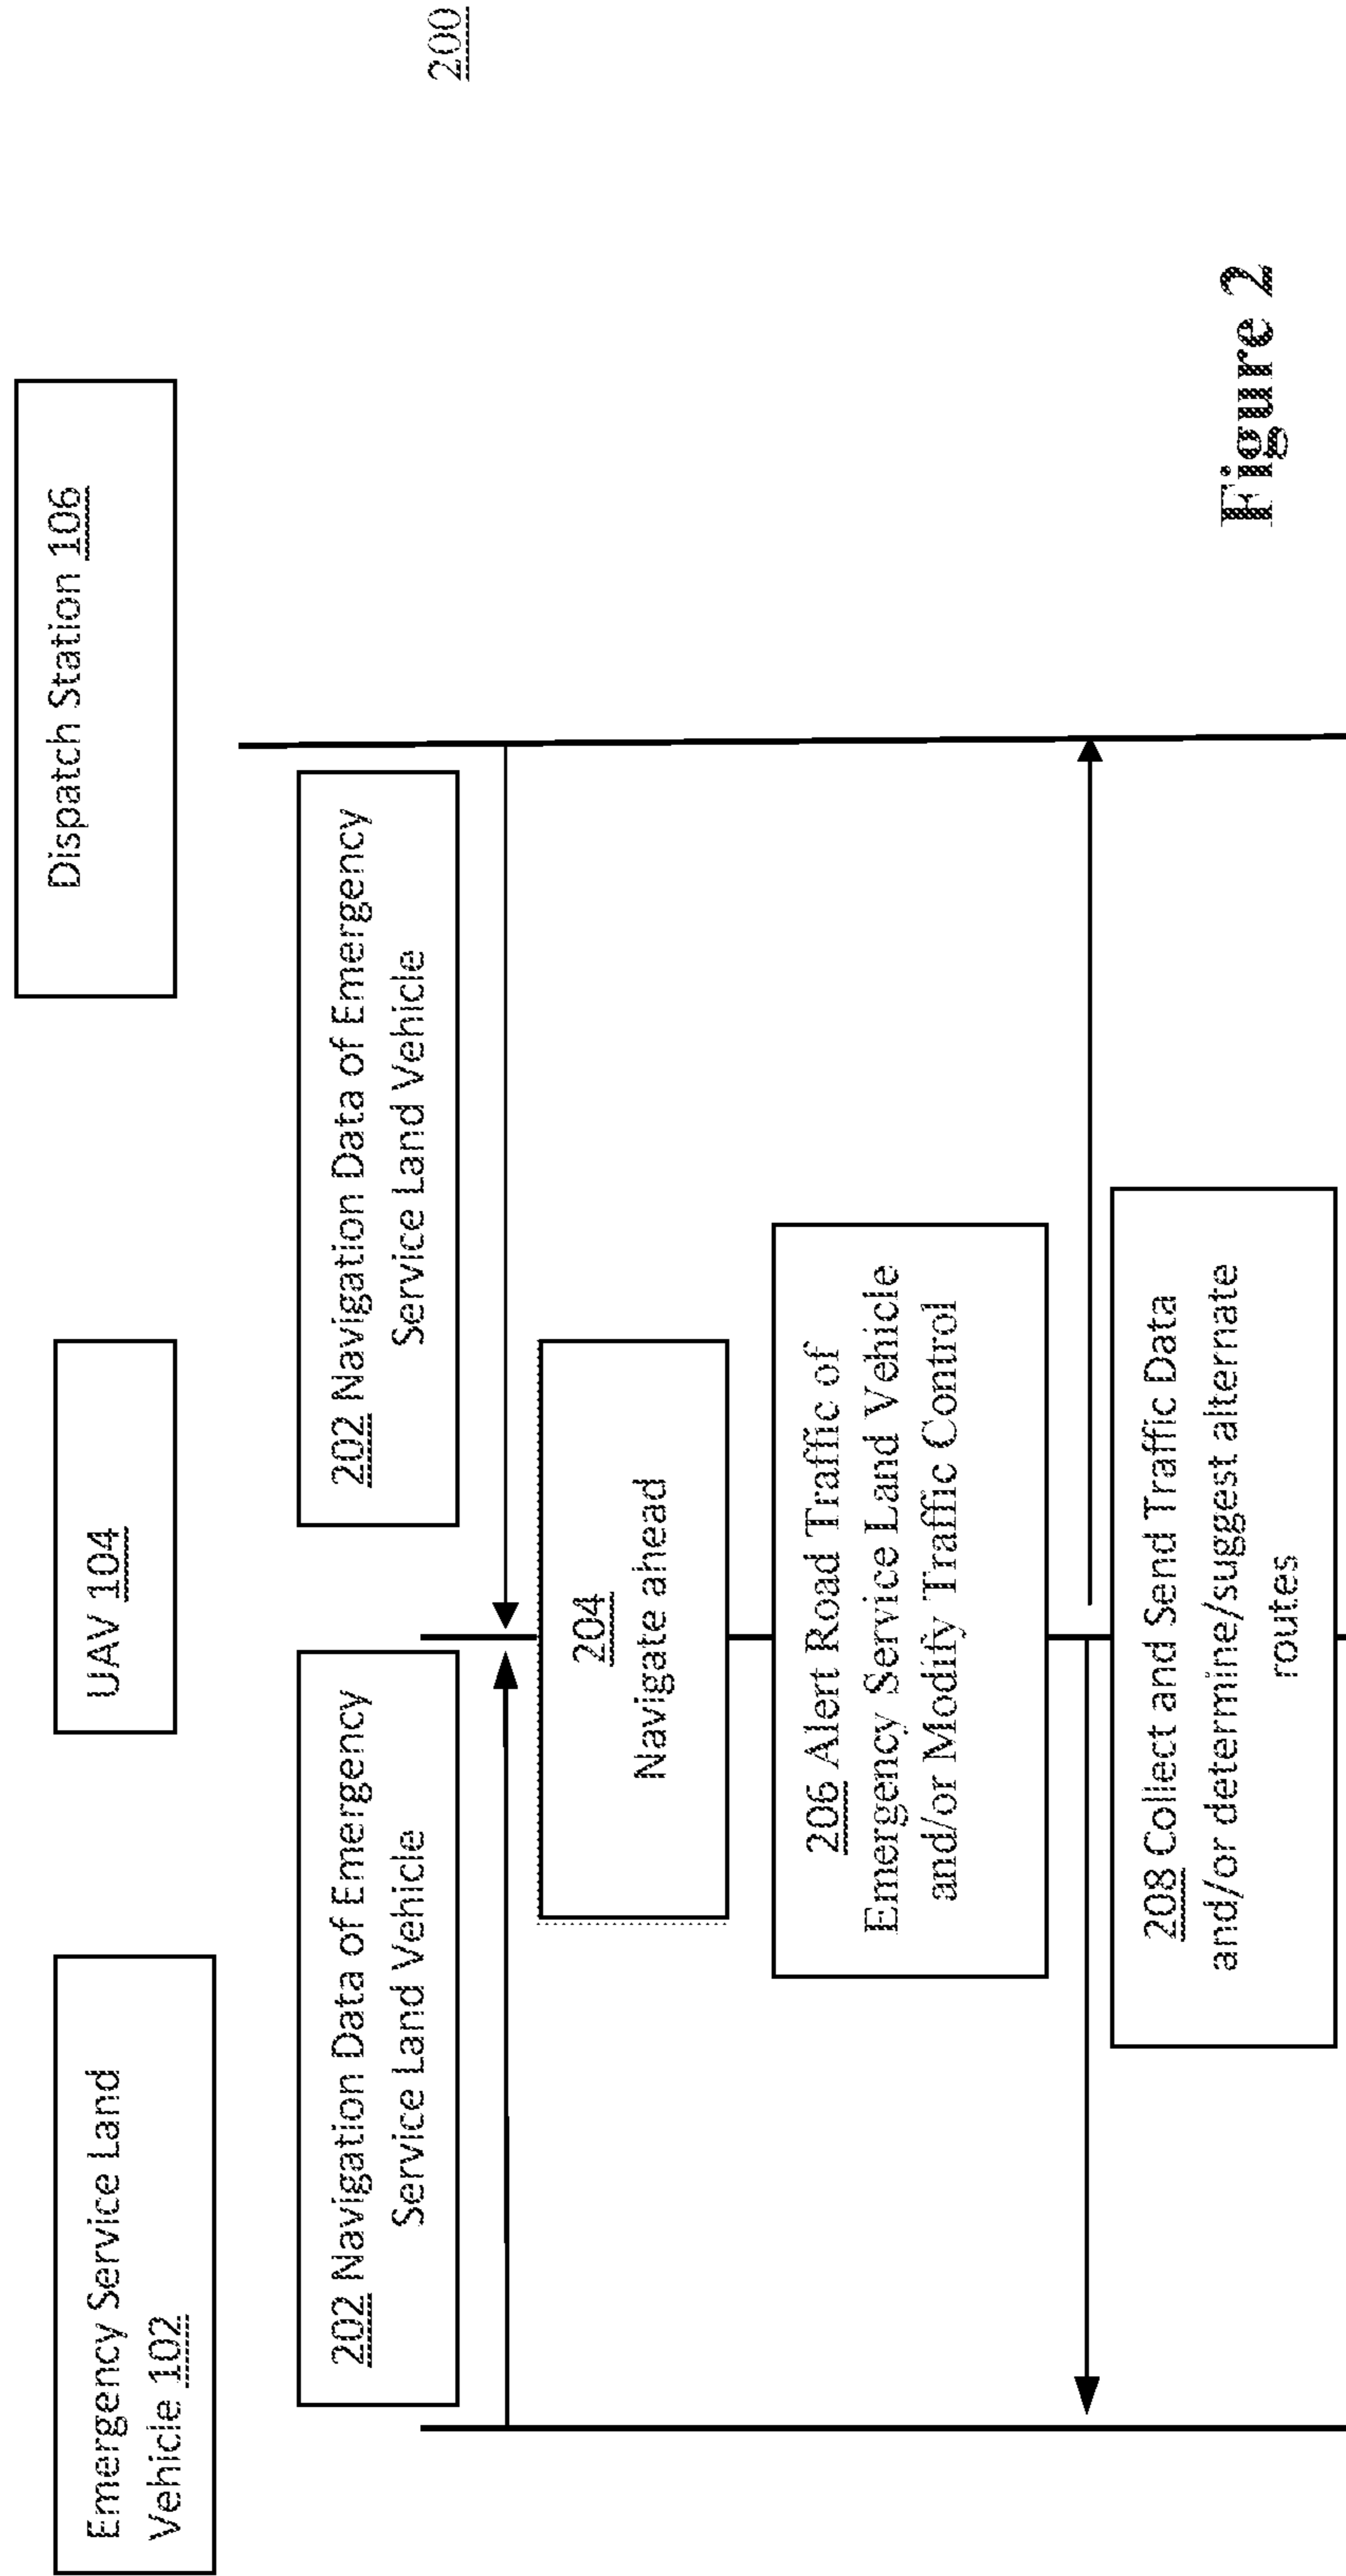 200
Emergency Service Land
Vehicle 102
UAV 104
Dispatch Station 106
202 Navigation Data of Emergency
Service Land Vehicle
202 Navigation Data of Emergency
Service Land Vehicle
204
Navigate ahead
206 Alert Road Traffic of
Emergency Service Land Vehicle
and/or Modify Traffic Control
208 Collect and Send Traffic Data
and/or determine/suggest alternate
routes
Figure 2